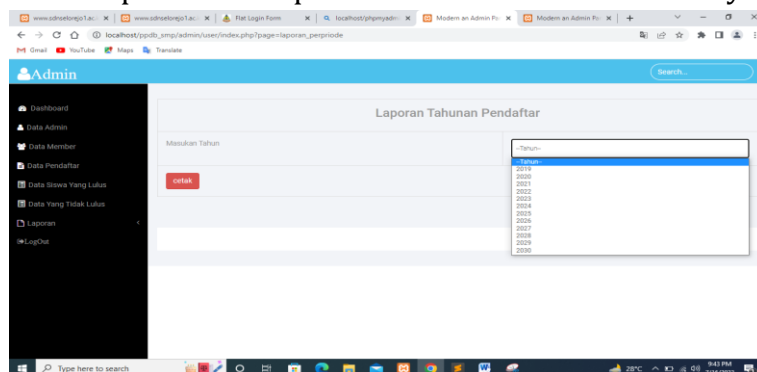 www.sdnselorejo1.ac
www.sdnselorejo1.ac
Flat Login Form
localhost/phpmyadmi
Modern an Admin Pa
Modern an Admin Pa
localhost/ppdb_smp/admin/user/index.php?page=laporan_perpriode
Gmail
YouTube
Maps
Translate
Admin
Search...
Dashboard
Data Admin
Data Member
Data Pendaftar
Data Siswa Yang Lulus
Data Yang Tidak Lulus
Laporan
LogOut
Laporan Tahunan Pendaftar
Masukan Tahun
--Tahun--
--Tahun--
2019
2020
2021
2022
2023
2024
2025
2026
2027
2028
2029
2030
cetak
Type here to search
28°C
9:43 PM